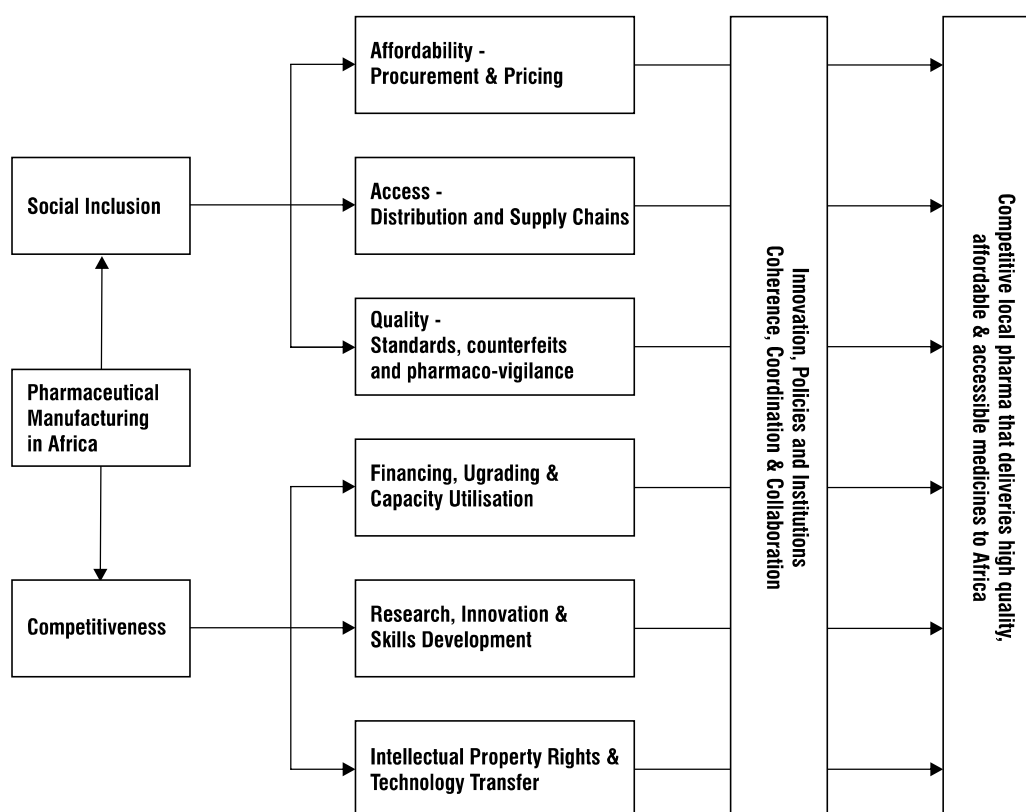 Affordability -
Procurement & Pricing
Social Inclusion
Access -
Distribution and Supply Chains
Quality -
Standards, counterfeits
and pharmaco-vigilance
Pharmaceutical
Manufacturing
in Africa
Financing, Ugrading &
Capacity Utilisation
Competitiveness
Research, Innovation &
Skills Development
Intellectual Property Rights &
Technology Transfer
Innovation, Policies and Institutions
Coherence, Coordination & Collaboration
Competitive local pharma that deliveries high quality,
affordable & accessible medicines to Africa